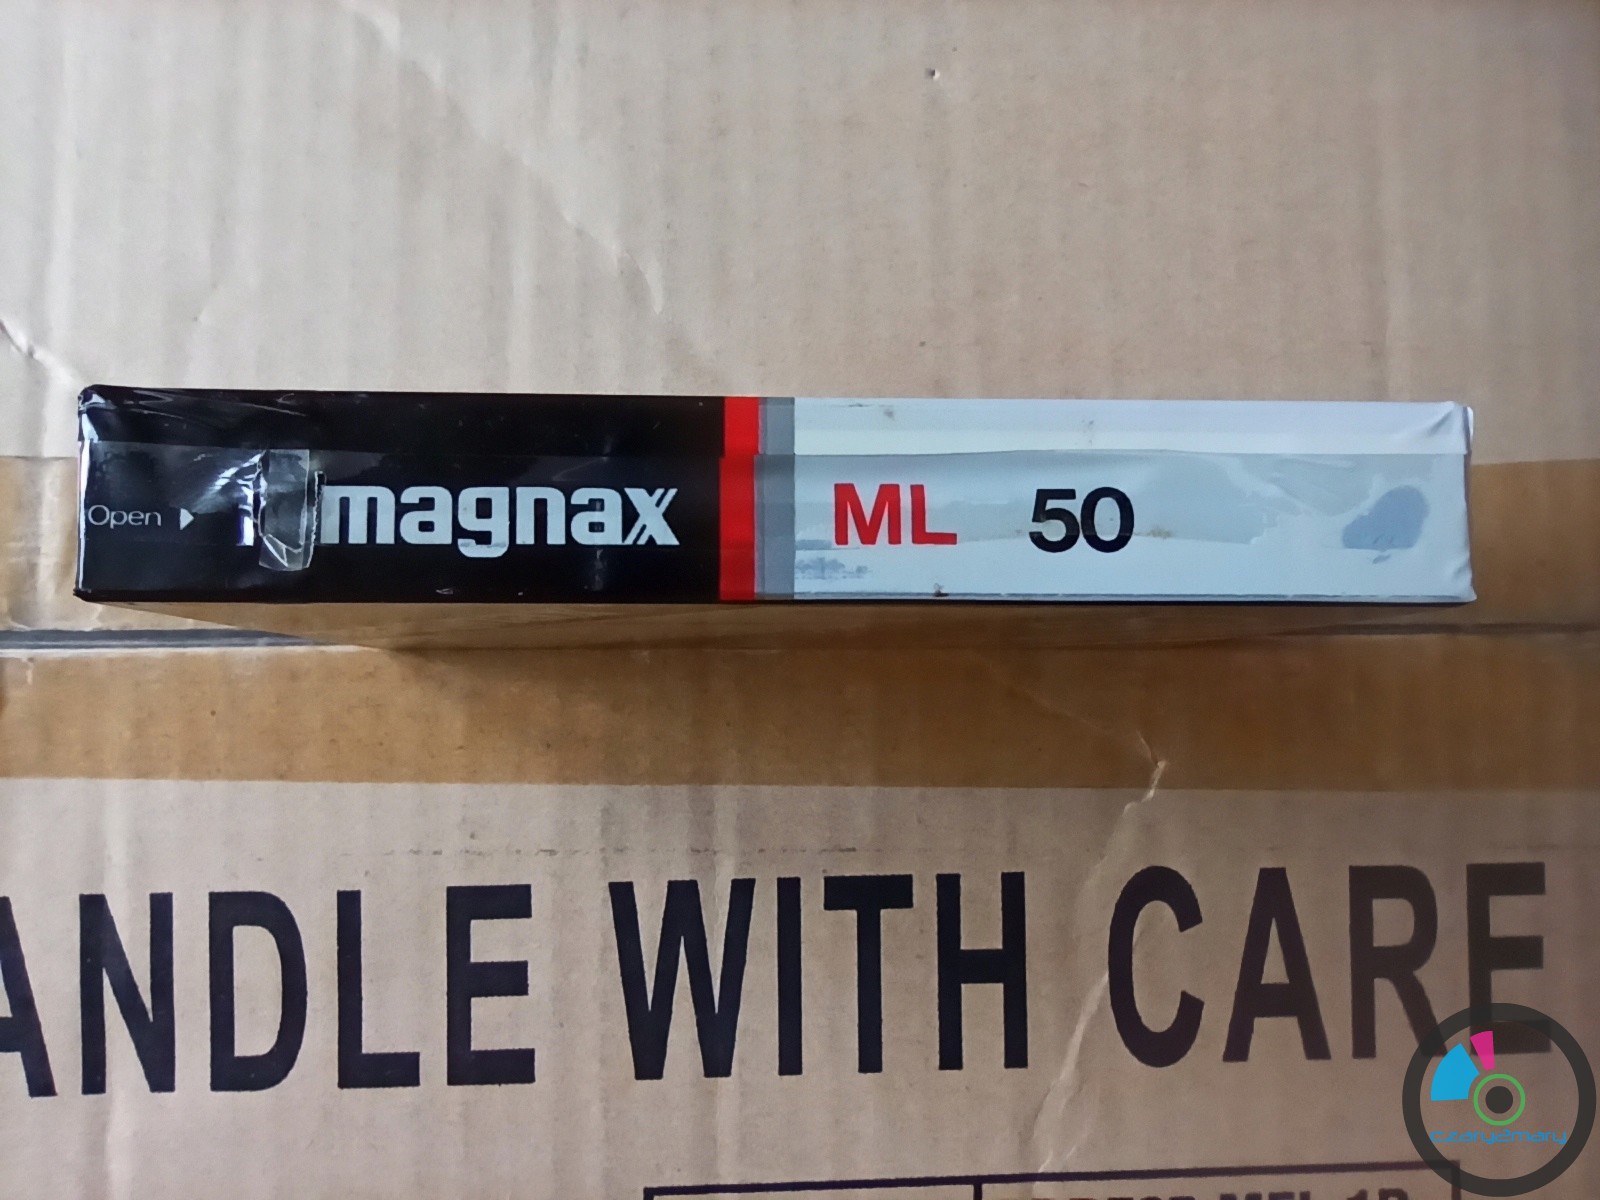 Open
magnax ML 50
ANDLE WITH CARE